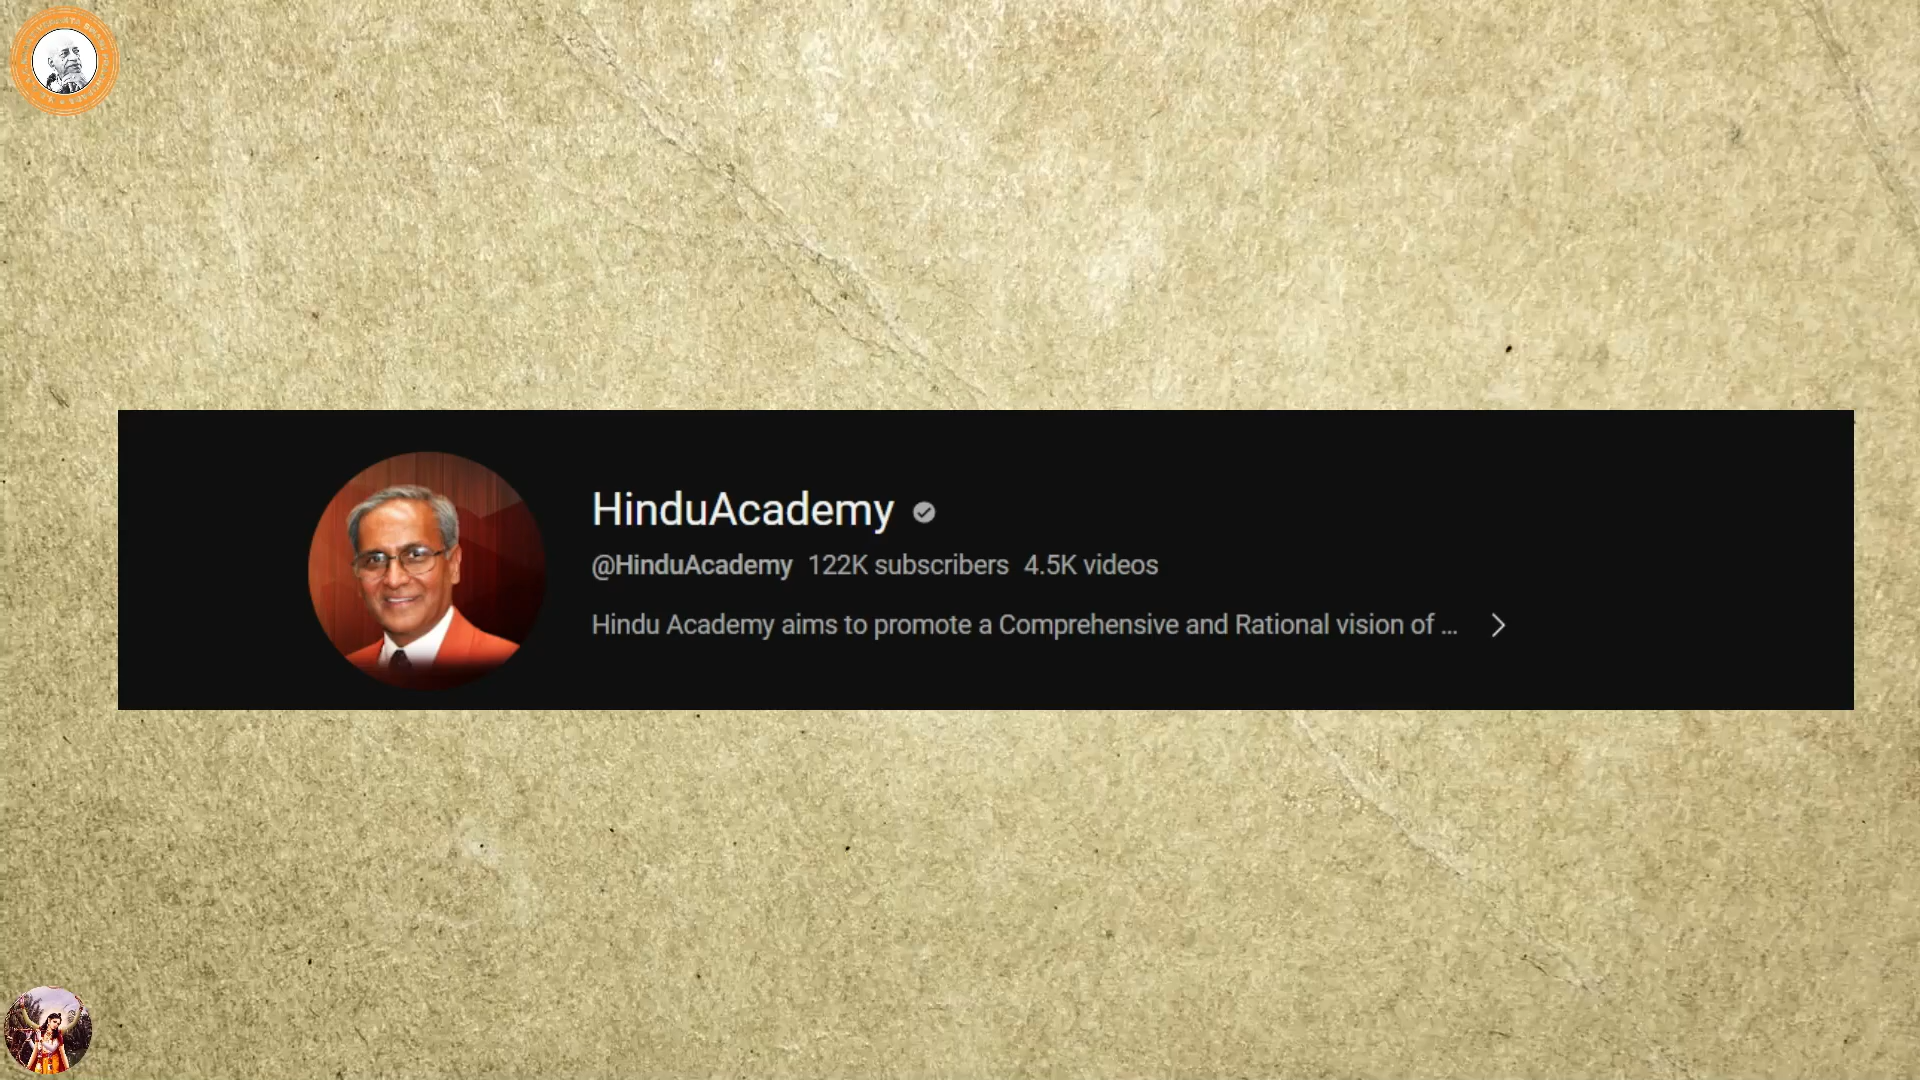 HinduAcademy
@HinduAcademy 122K subscribers 4.5K videos
Hindu Academy aims to promote a Comprehensive and Rational vision of ...